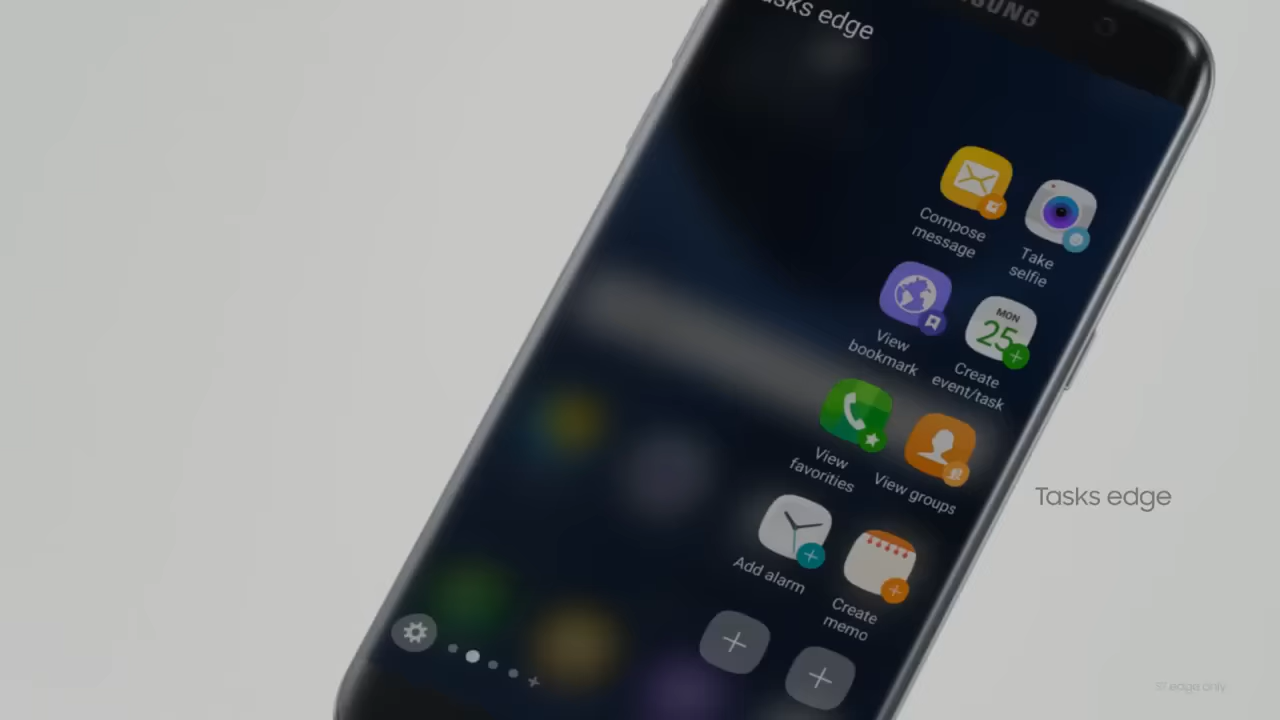 Tasks edge
SAMSUNG
Compose
message
Take
selfie
View
bookmark
MON
25
Create
event/task
View
favorites
View groups
Add alarm
Create
memo
Tasks edge
S7 edge only